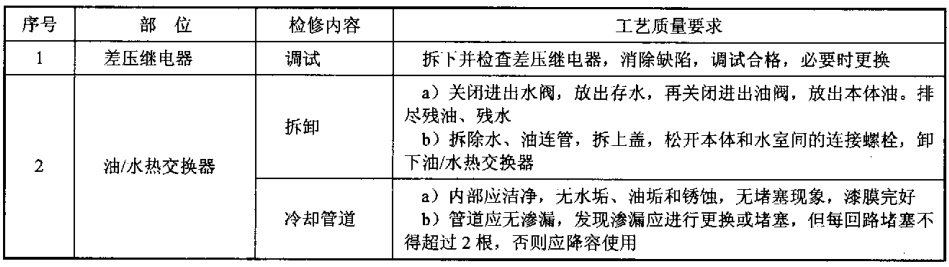 序号 部 位 检修内容 工艺质量要求
1 差压继电器 调试 拆下并检查差压继电器，消除缺陷，调试合格，必要时更换
2 油/水热交换器
拆卸
a）关闭进出水阀，放出存水，再关闭进出油阀，放出本体油。排
尽残油、残水
b）拆除水、油连管，拆上盖，松开本体和水室间的连接螺栓，卸
下油/水热交换器
冷却管道
a）内部应洁净，无水垢、油垢和锈蚀，无堵塞现象，漆膜完好
b）管道应无渗漏，发现渗漏应进行更换或堵塞，但每回路堵塞不
得超过 2 根，否则应降容使用